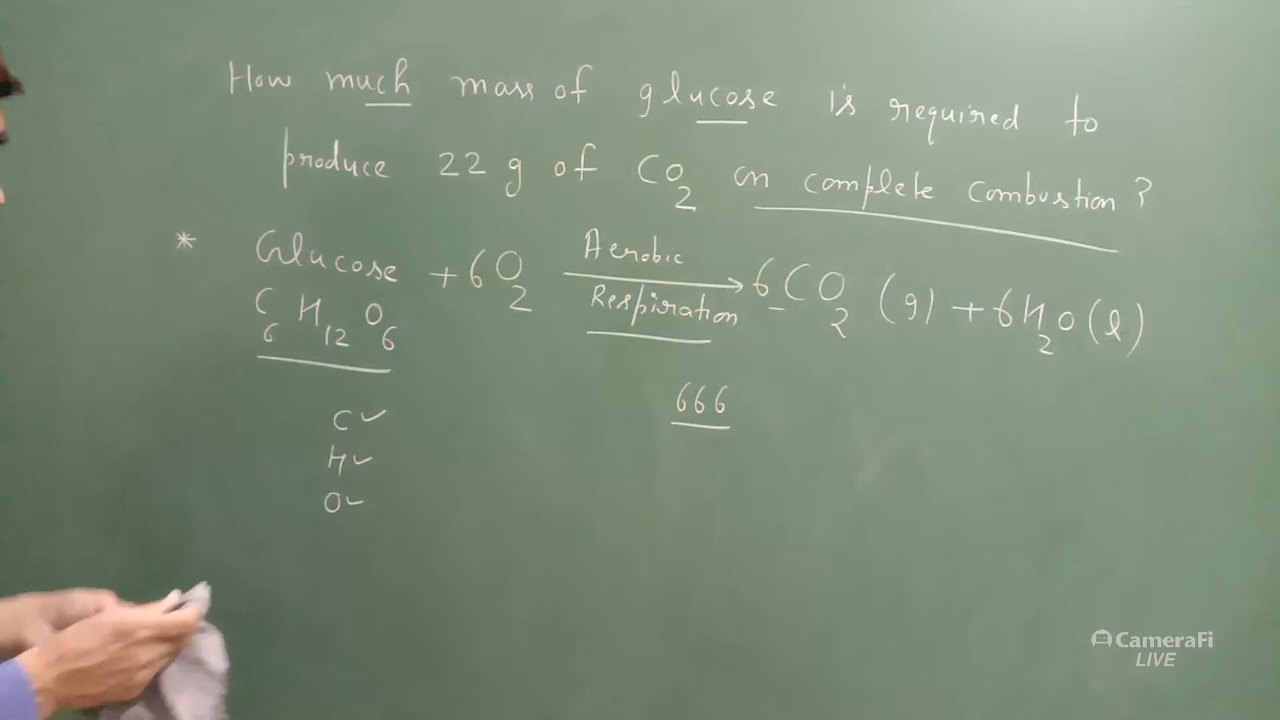 How much mass of glucose is required to
produce 22 g of CO2 on complete combustion?
* Glucose + 6O2 Aerobic Respiration → 6CO2 (g) + 6H2O(l)
C6H12O6
666
C ✓
H ✓
O ✓
CameraFi
LIVE